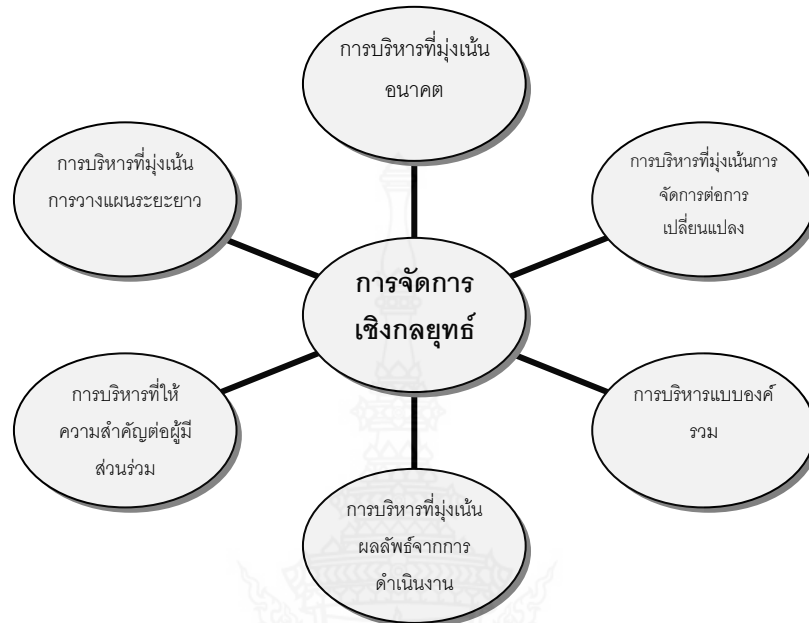 การบริหารที่มุ่งเน้น
อนาคต
การบริหารที่มุ่งเน้น
การวางแผนระยะยาว
การบริหารที่มุ่งเน้นการ
จัดการต่อการ
เปลี่ยนแปลง
การจัดการ
เชิงกลยุทธ์
การบริหารที่ให้
ความสำคัญต่อผู้มี
ส่วนร่วม
การบริหารแบบองค์
รวม
การบริหารที่มุ่งเน้น
ผลลัพธ์จากการ
ดำเนินงาน